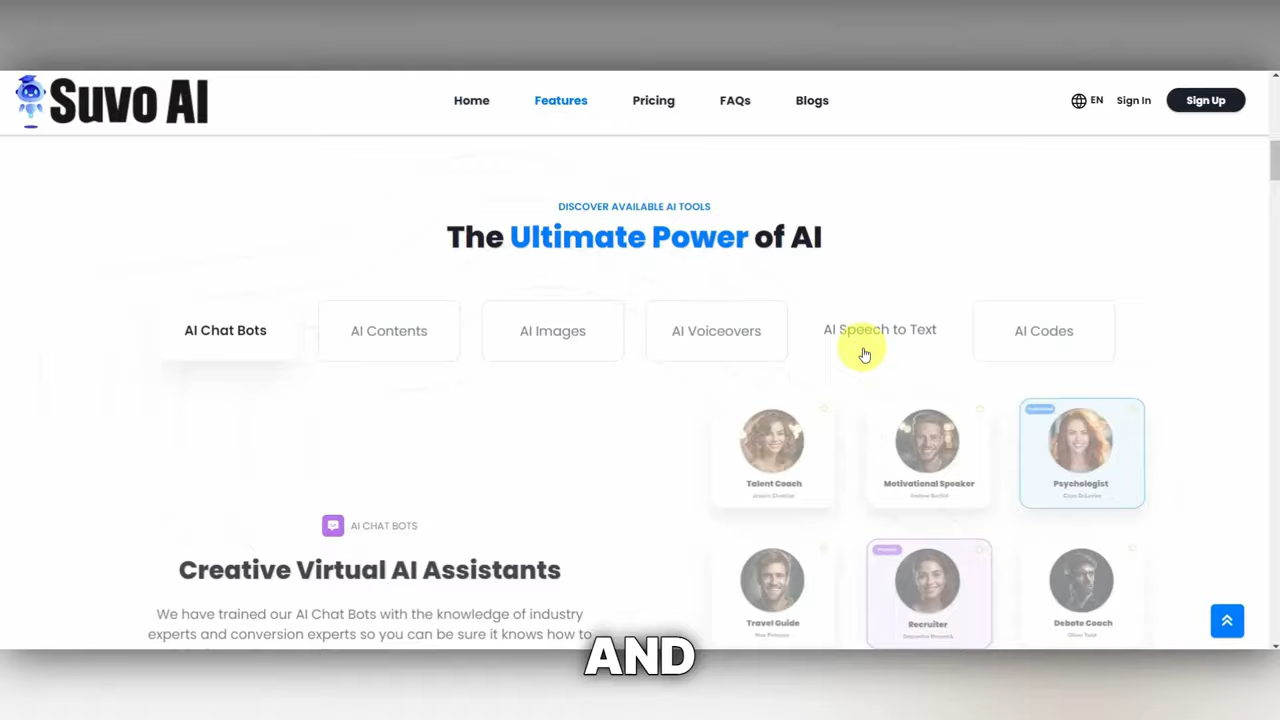 Suvo AI
Home
Features
Pricing
FAQs
Blogs
EN
Sign In
Sign Up
DISCOVER AVAILABLE AI TOOLS
The Ultimate Power of AI
AI Chat Bots
AI Contents
AI Images
AI Voiceovers
AI Speech to Text
AI Codes
Talent Coach
Motivational Speaker
Psychologist
AI CHAT BOTS
Creative Virtual AI Assistants
We have trained our AI Chat Bots with the knowledge of industry
experts and conversion experts so you can be sure it knows how to
Travel Guide
Recruiter
Debate Coach
AND